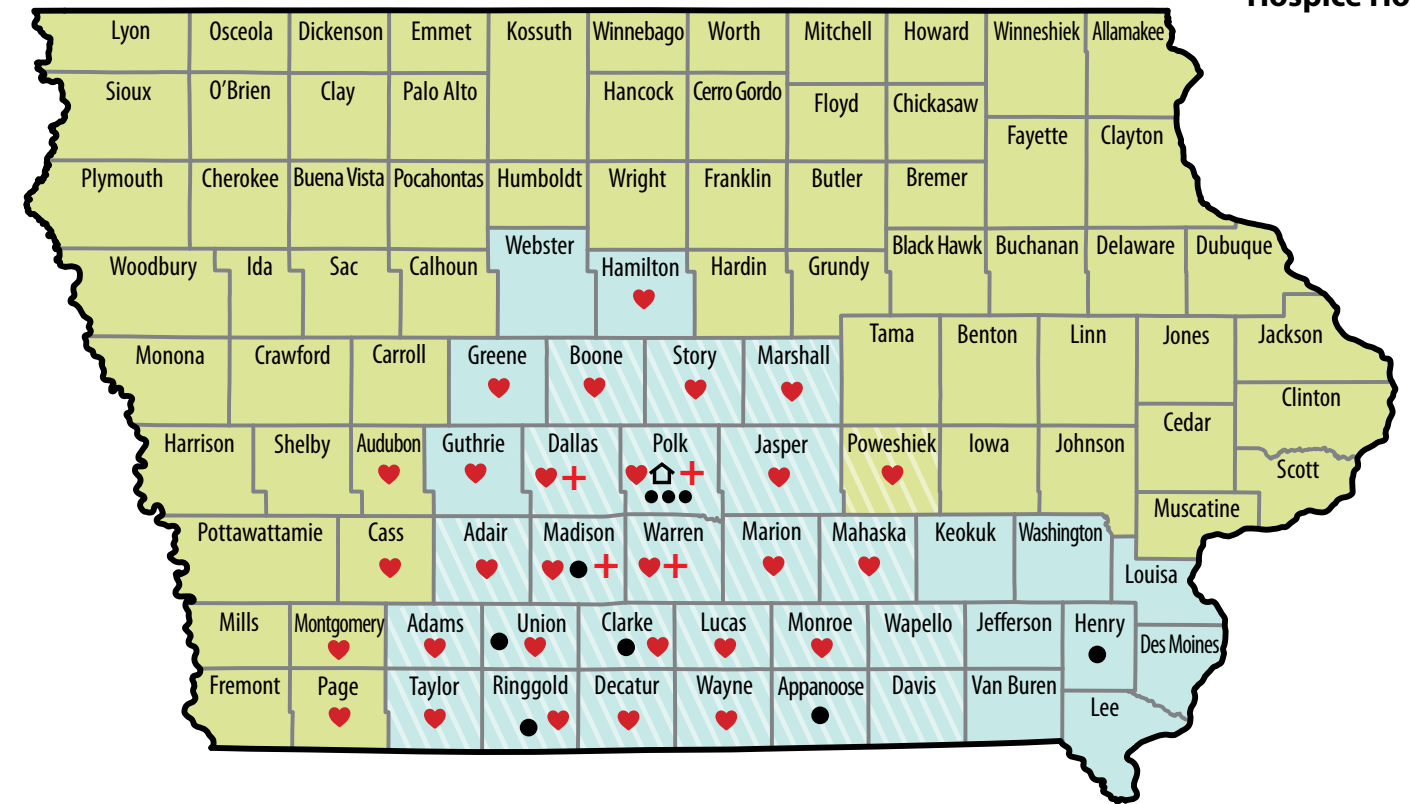 Hospice Ho
Lyon Osceola Dickenson Emmet Kossuth Winnebago Worth Mitchell Howard Winneshiek Allamakee
Sioux O'Brien Clay Palo Alto Hancock Cerro Gordo Floyd Chickasaw
Fayette Clayton
Plymouth Cherokee Buena Vista Pocahontas Humboldt Wright Franklin Butler Bremer
Webster Black Hawk Buchanan Delaware Dubuque
Woodbury Ida Sac Calhoun Hamilton Hardin Grundy
Tama Benton Linn Jones Jackson
Monona Crawford Carroll Greene Boone Story Marshall
Clinton
Cedar
Harrison Shelby Audubon Guthrie Dallas Polk Jasper Poweshiek Iowa Johnson
Scott
Muscatine
Pottawattamie Cass Adair Madison Warren Marion Mahaska Keokuk Washington
Louisa
Mills Montgomery Adams Union Clarke Lucas Monroe Wapello Jefferson Henry
Des Moines
Fremont Page Taylor Ringgold Decatur Wayne Appanoose Davis Van Buren
Lee